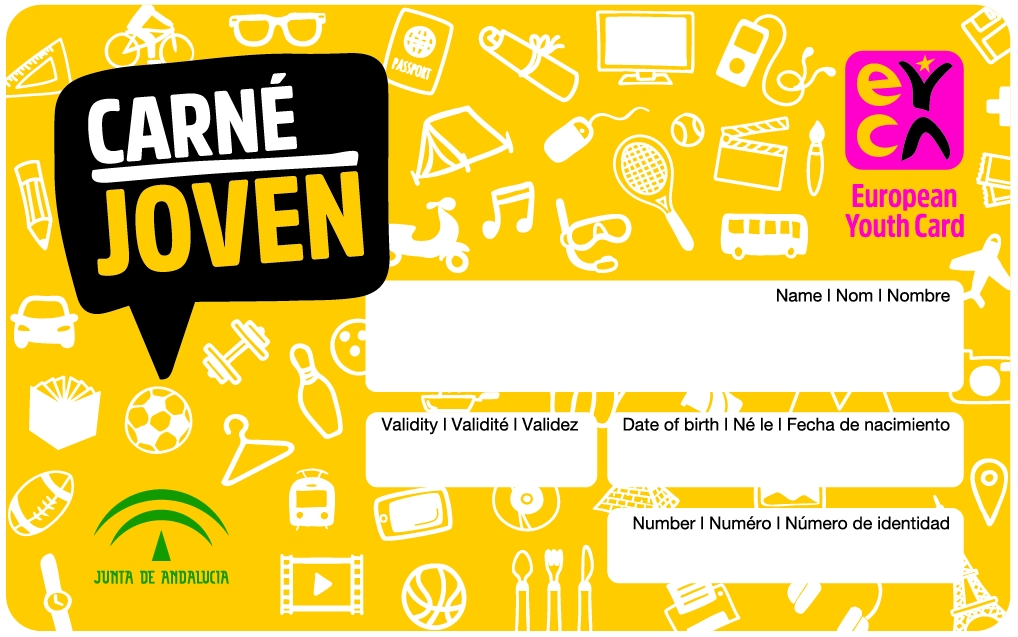 CARNÉ
JOVEN
PASSPORT
eyca
European
Youth Card
Name | Nom | Nombre
Validity | Validité | Validez
Date of birth | Né le | Fecha de nacimiento
Number | Numéro | Número de identidad
JUNTA DE ANDALUCIA